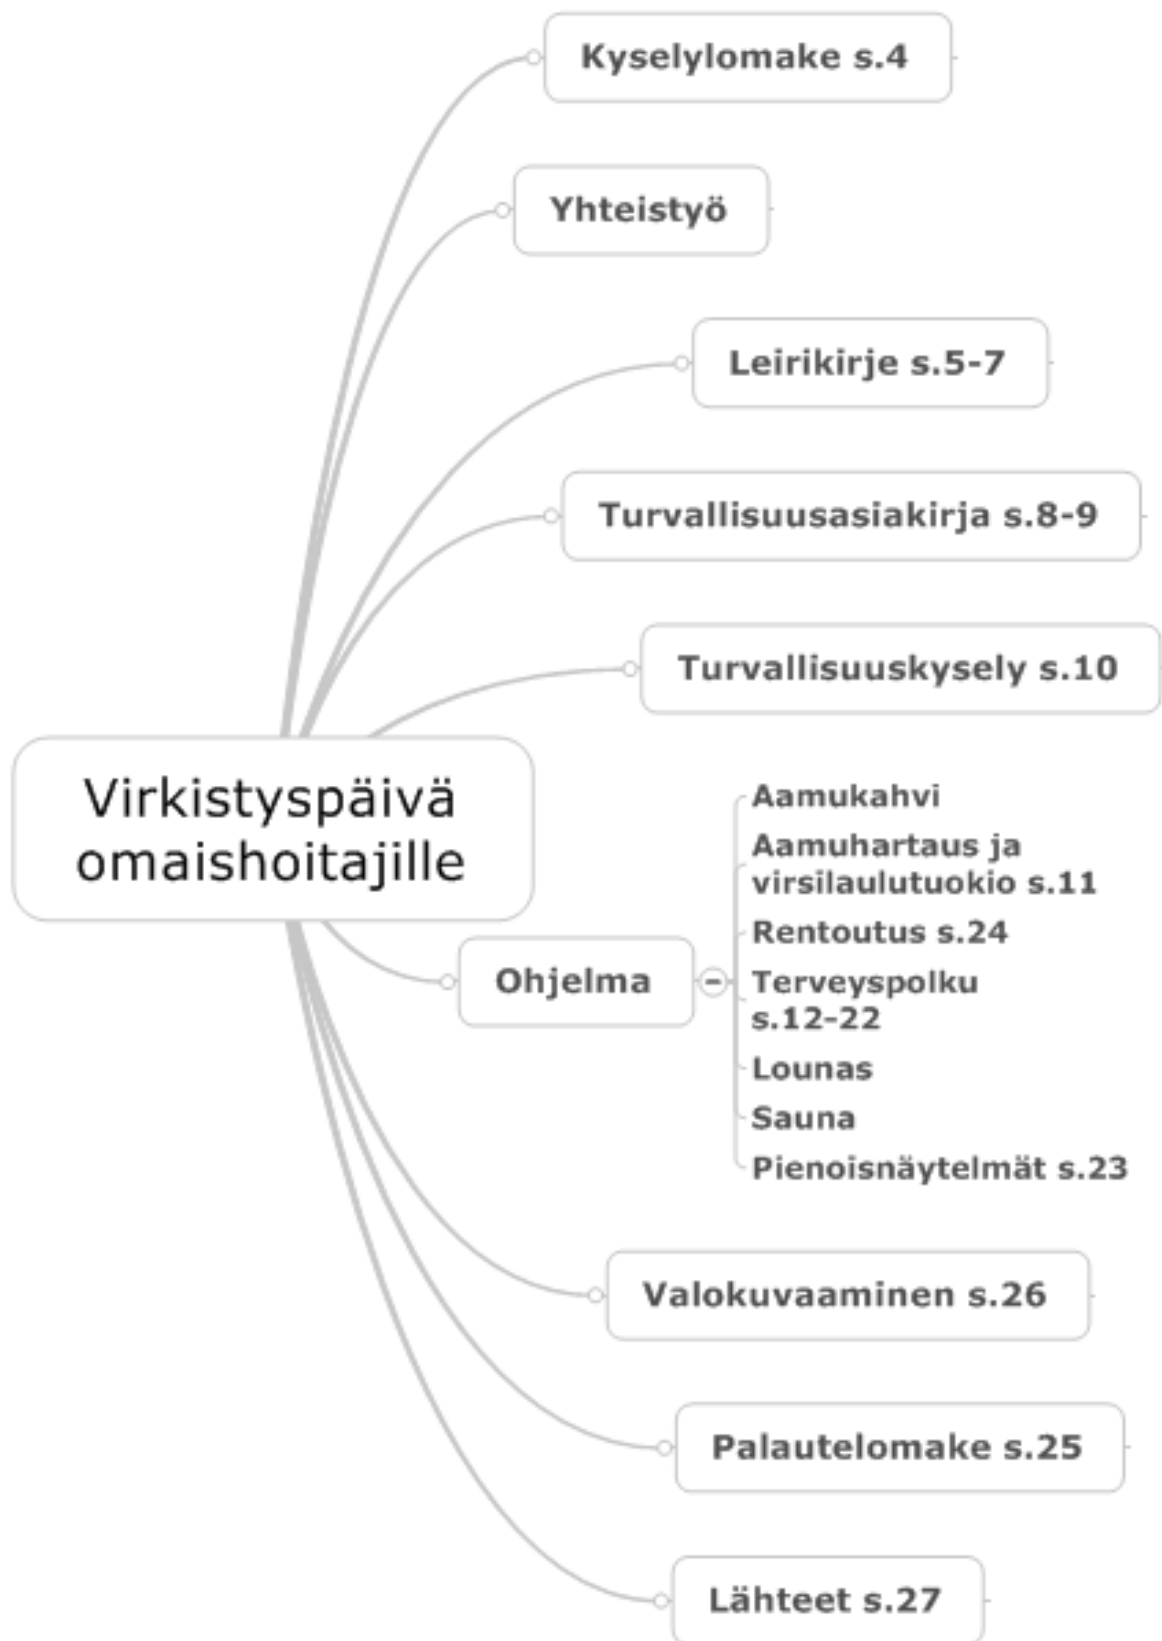 Kyselylomake s.4
Yhteistyö
Leirikirje s.5-7
Turvallisuusasiakirja s.8-9
Turvallisuuskysely s.10
Virkistyspäivä
omaishoitajille
Ohjelma
Aamukahvi
Aamuhartaus ja
virsilaulutuokio s.11
Rentoutus s.24
Terveyspolku
s.12-22
Lounas
Sauna
Pienoisnäytelmät s.23
Valokuvaaminen s.26
Palautelomake s.25
Lähteet s.27